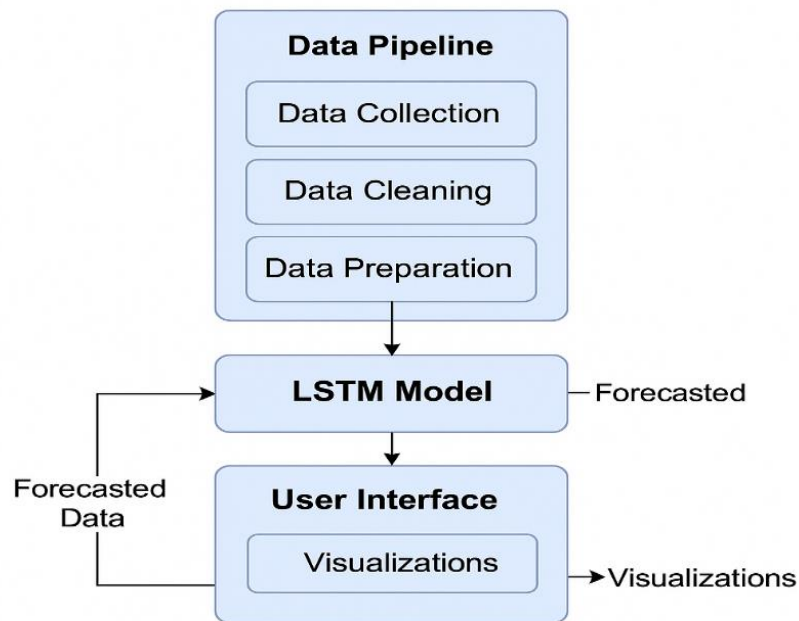 Data Pipeline
Data Collection
Data Cleaning
Data Preparation
LSTM Model
Forecasted
Forecasted
Data
User Interface
Visualizations
Visualizations